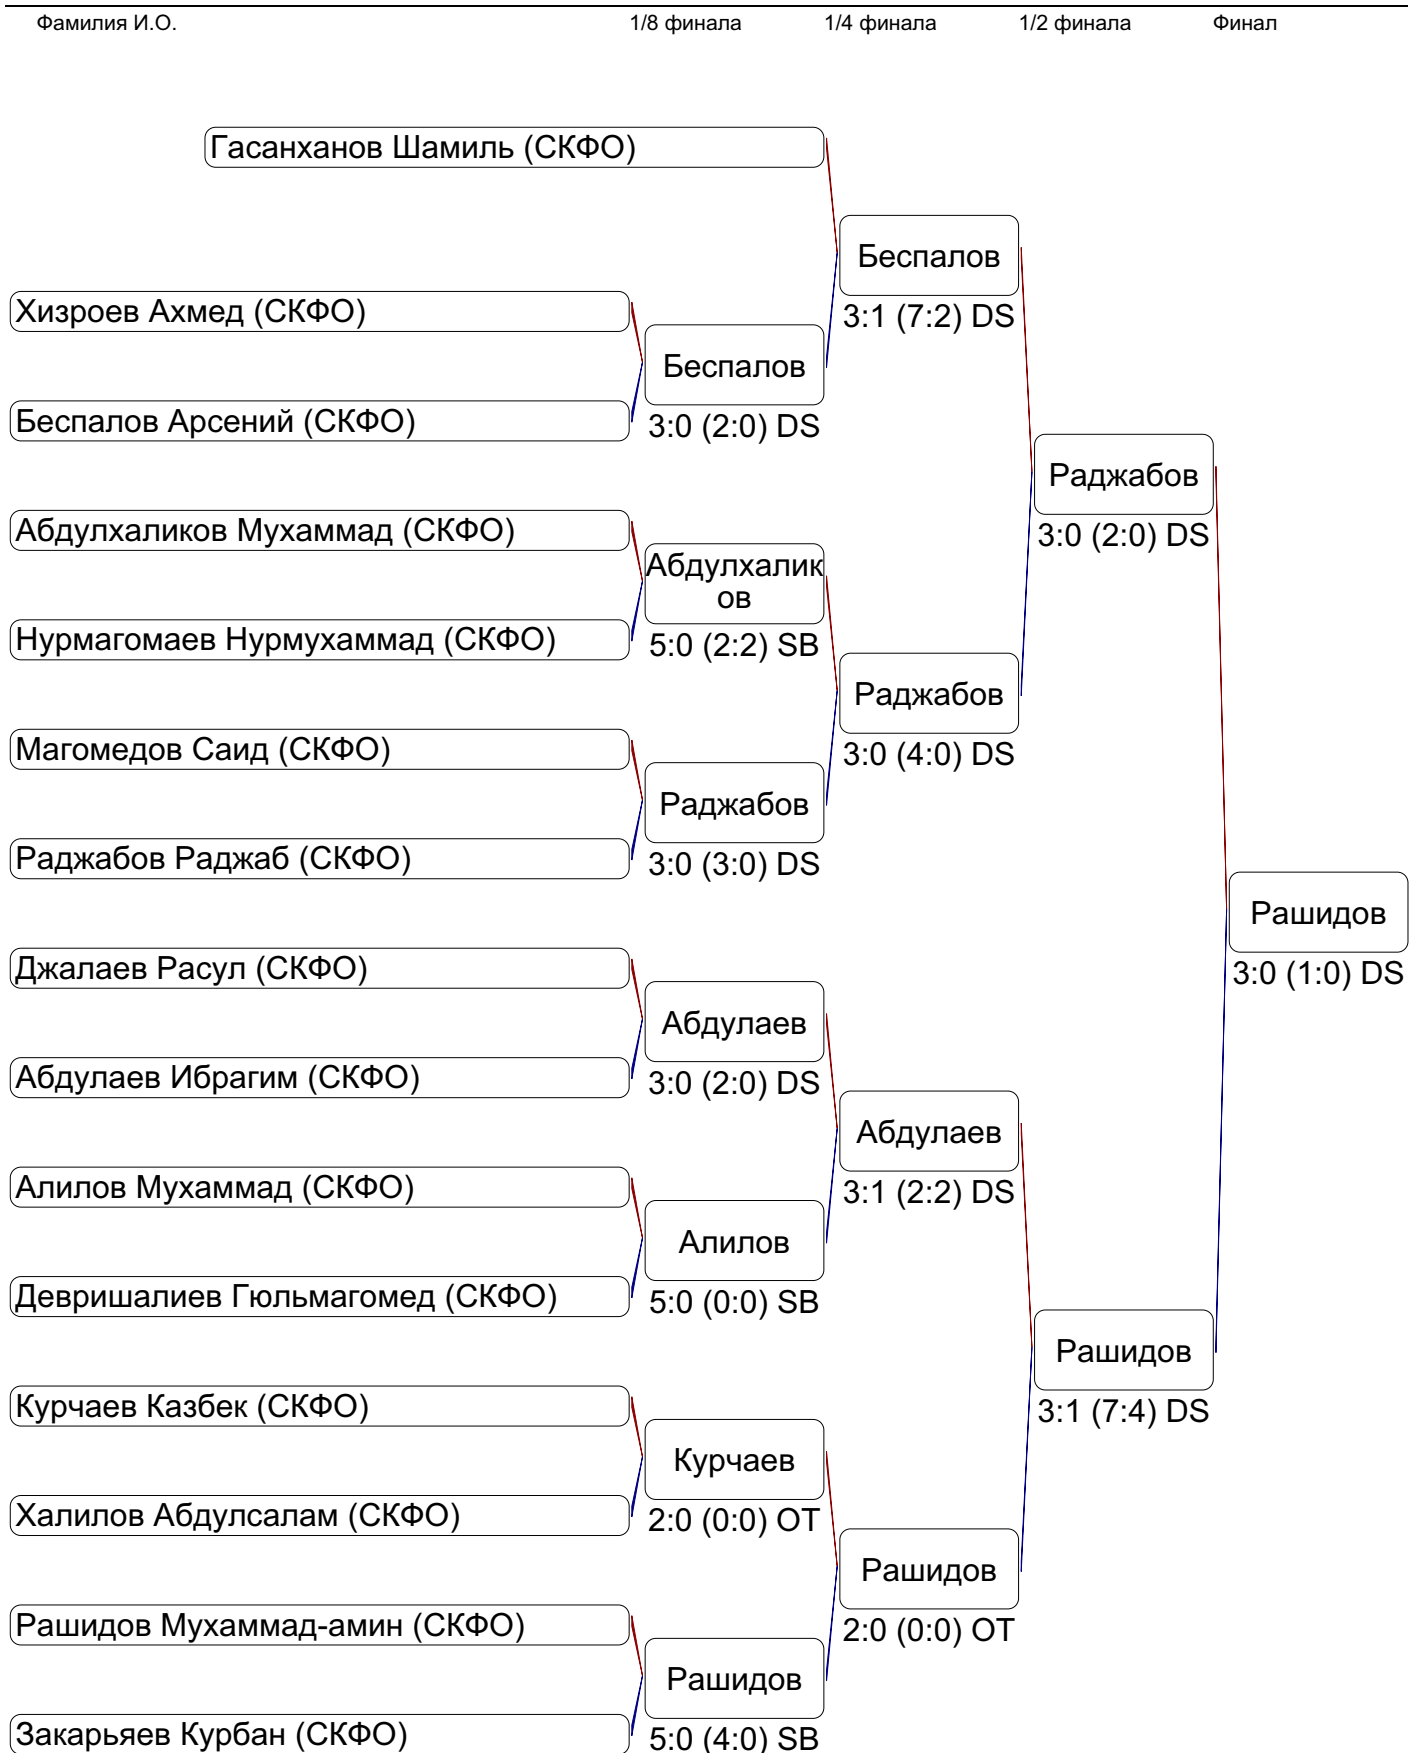 Фамилия И.О. 1/8 финала 1/4 финала 1/2 финала Финал
Гасанханов Шамиль (СКФО)
Беспалов
3:1 (7:2) DS
Хизроев Ахмед (СКФО)
Беспалов
3:0 (2:0) DS
Беспалов Арсений (СКФО)
Раджабов
3:0 (2:0) DS
Абдулхаликов Мухаммад (СКФО)
Абдулхалик
ов
5:0 (2:2) SB
Нурмагомаев Нурмухаммад (СКФО)
Раджабов
3:0 (4:0) DS
Магомедов Саид (СКФО)
Раджабов
3:0 (3:0) DS
Раджабов Раджаб (СКФО)
Рашидов
3:0 (1:0) DS
Джалаев Расул (СКФО)
Абдулаев
3:0 (2:0) DS
Абдулаев Ибрагим (СКФО)
Абдулаев
3:1 (2:2) DS
Алилов Мухаммад (СКФО)
Алилов
5:0 (0:0) SB
Девришалиев Гюльмагомед (СКФО)
Рашидов
3:1 (7:4) DS
Курчаев Казбек (СКФО)
Курчаев
2:0 (0:0) OT
Халилов Абдулсалам (СКФО)
Рашидов
2:0 (0:0) OT
Рашидов Мухаммад-амин (СКФО)
Рашидов
5:0 (4:0) SB
Закарьяев Курбан (СКФО)